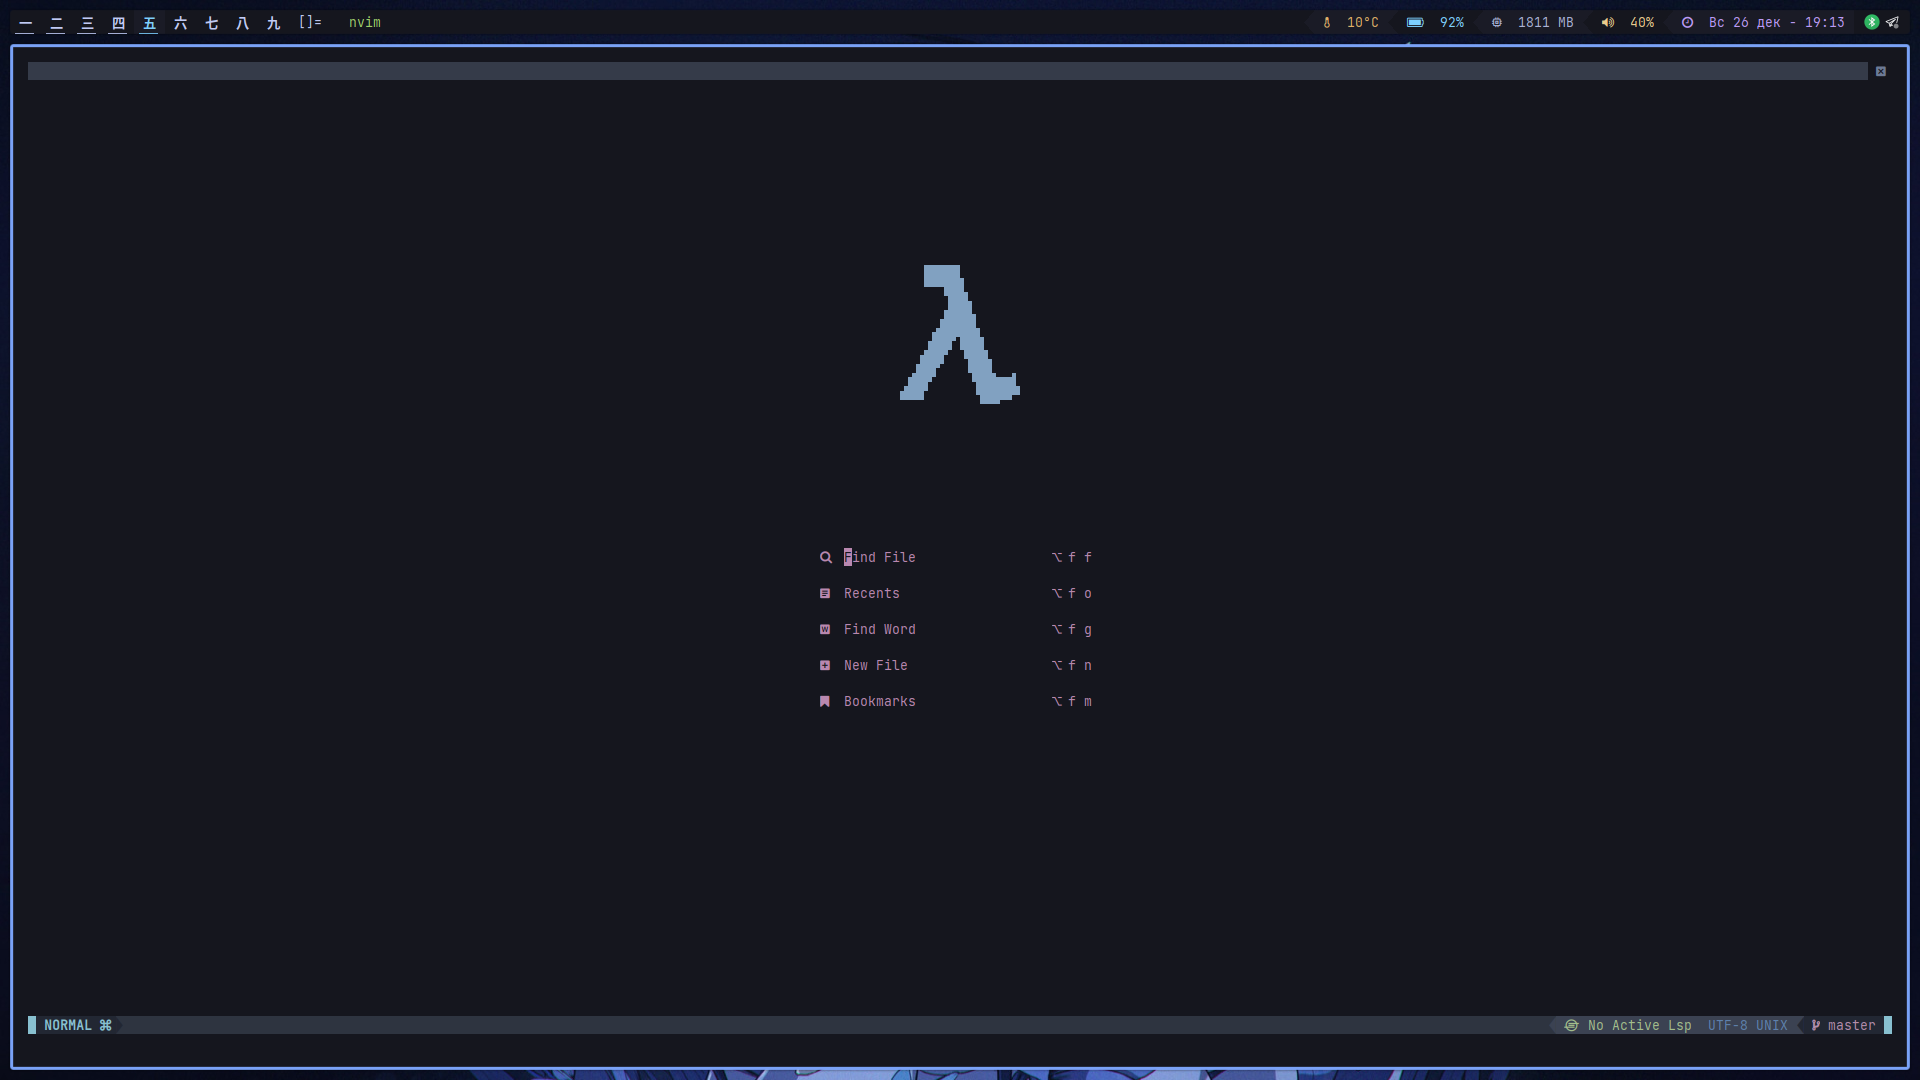 一 二 三 四 五 六 七 八 九 []= nvim 10°C 92% 1811 MB 40% Вс 26 дек - 19:13
λ
Find File ⌥ f f
Recents ⌥ f o
Find Word ⌥ f g
New File ⌥ f n
Bookmarks ⌥ f m
NORMAL ⌘ No Active Lsp UTF-8 UNIX master